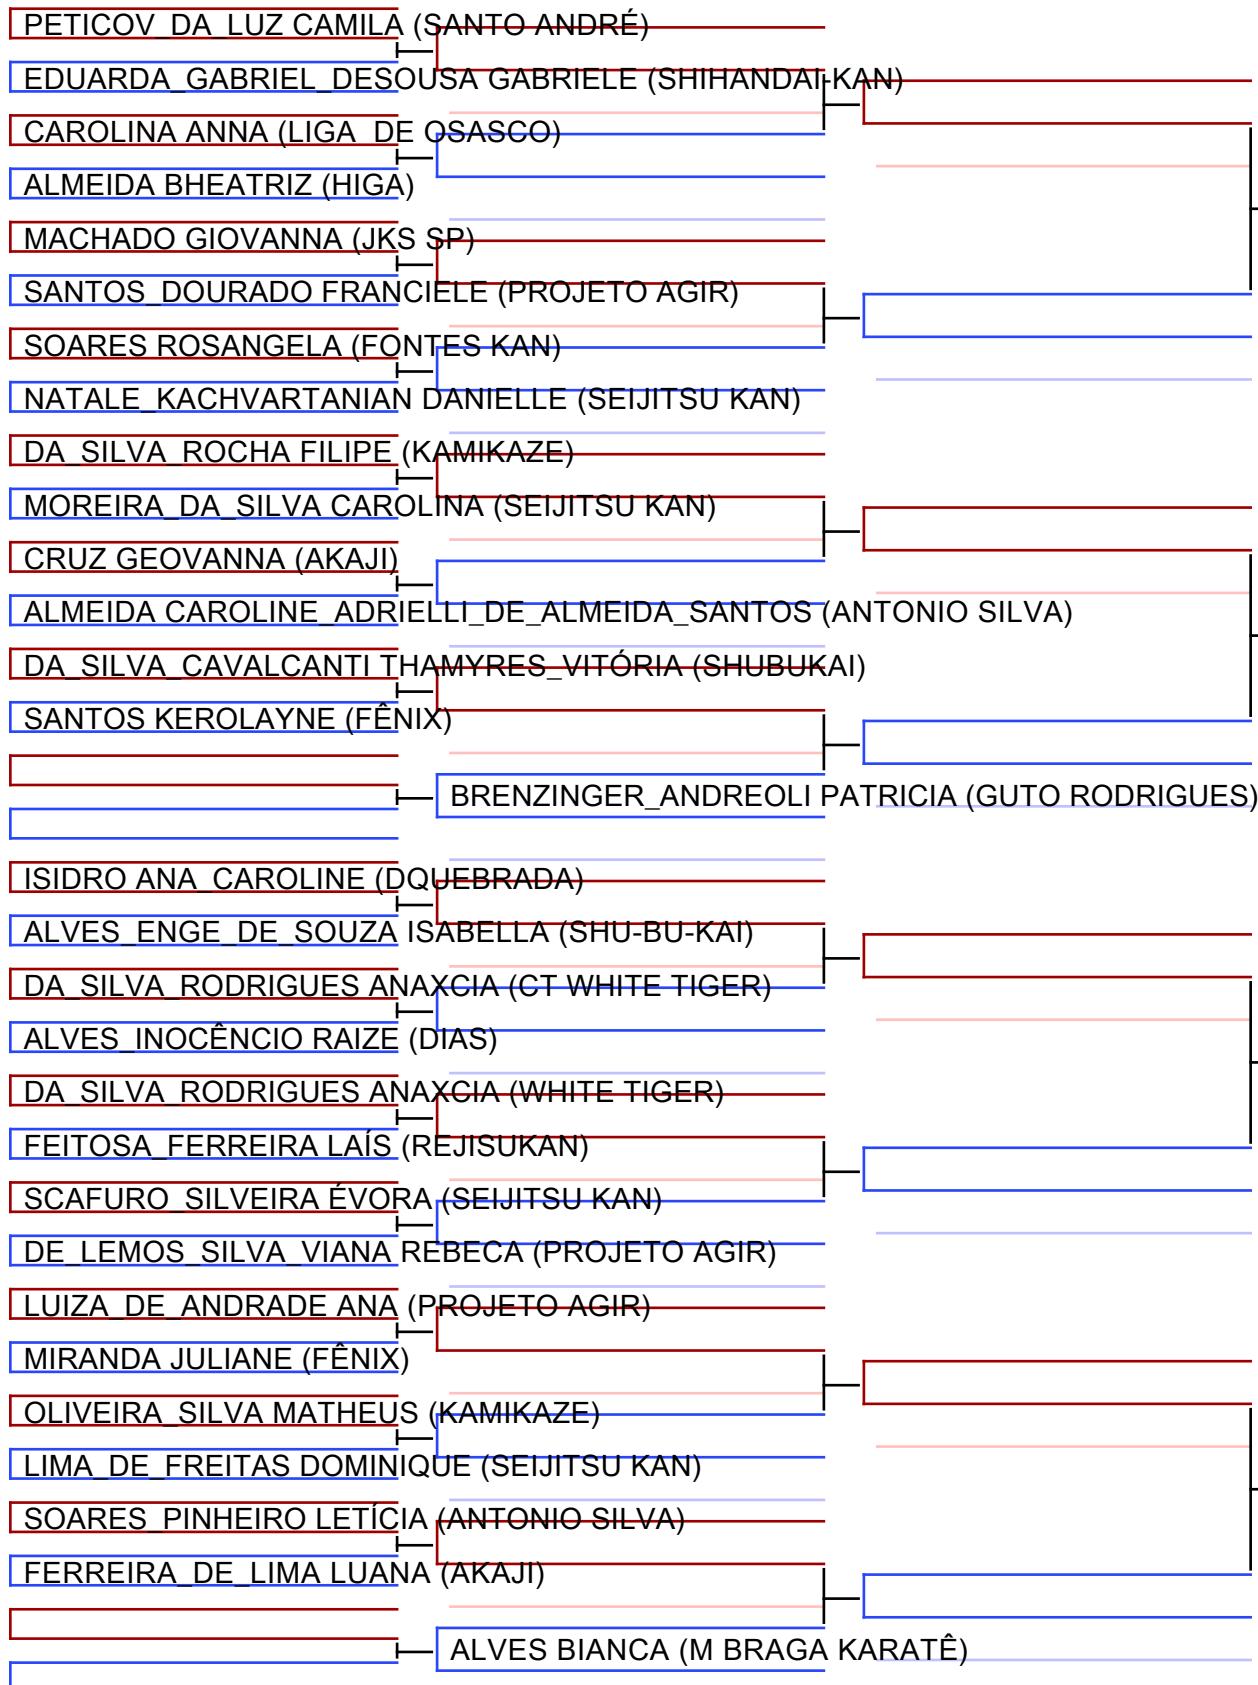 PETICOV_DA_LUZ CAMILA (SANTO ANDRÉ)
EDUARDA_GABRIEL_DESOUSA GABRIELE (SHIHANDAI-KAN)
CAROLINA ANNA (LIGA  DE OSASCO)
ALMEIDA BHEATRIZ (HIGA)
MACHADO GIOVANNA (JKS SP)
SANTOS_DOURADO FRANCIELE (PROJETO AGIR)
SOARES ROSANGELA (FONTES KAN)
NATALE_KACHVARTANIAN DANIELLE (SEIJITSU KAN)
DA_SILVA_ROCHA FILIPE (KAMIKAZE)
MOREIRA_DA_SILVA CAROLINA (SEIJITSU KAN)
CRUZ GEOVANNA (AKAJI)
ALMEIDA CAROLINE_ADRIELLI_DE_ALMEIDA_SANTOS (ANTONIO SILVA)
DA_SILVA_CAVALCANTI THAMYRES_VITÓRIA (SHUBUKAI)
SANTOS KEROLAYNE (FÊNIX)
BRENZINGER_ANDREOLI PATRICIA (GUTO RODRIGUES)
ISIDRO ANA_CAROLINE (DQUEBRADA)
ALVES_ENGE_DE_SOUZA ISABELLA (SHU-BU-KAI)
DA_SILVA_RODRIGUES ANAXCIA (CT WHITE TIGER)
ALVES_INOCÊNCIO RAIZE (DIAS)
DA_SILVA_RODRIGUES ANAXCIA (WHITE TIGER)
FEITOSA_FERREIRA LAÍS (REJISUKAN)
SCAFURO_SILVEIRA ÉVORA (SEIJITSU KAN)
DE_LEMOS_SILVA_VIANA REBECA (PROJETO AGIR)
LUIZA_DE_ANDRADE ANA (PROJETO AGIR)
MIRANDA JULIANE (FÊNIX)
OLIVEIRA_SILVA MATHEUS (KAMIKAZE)
LIMA_DE_FREITAS DOMINIQUE (SEIJITSU KAN)
SOARES_PINHEIRO LETÍCIA (ANTONIO SILVA)
FERREIRA_DE_LIMA LUANA (AKAJI)
ALVES BIANCA (M BRAGA KARATÊ)